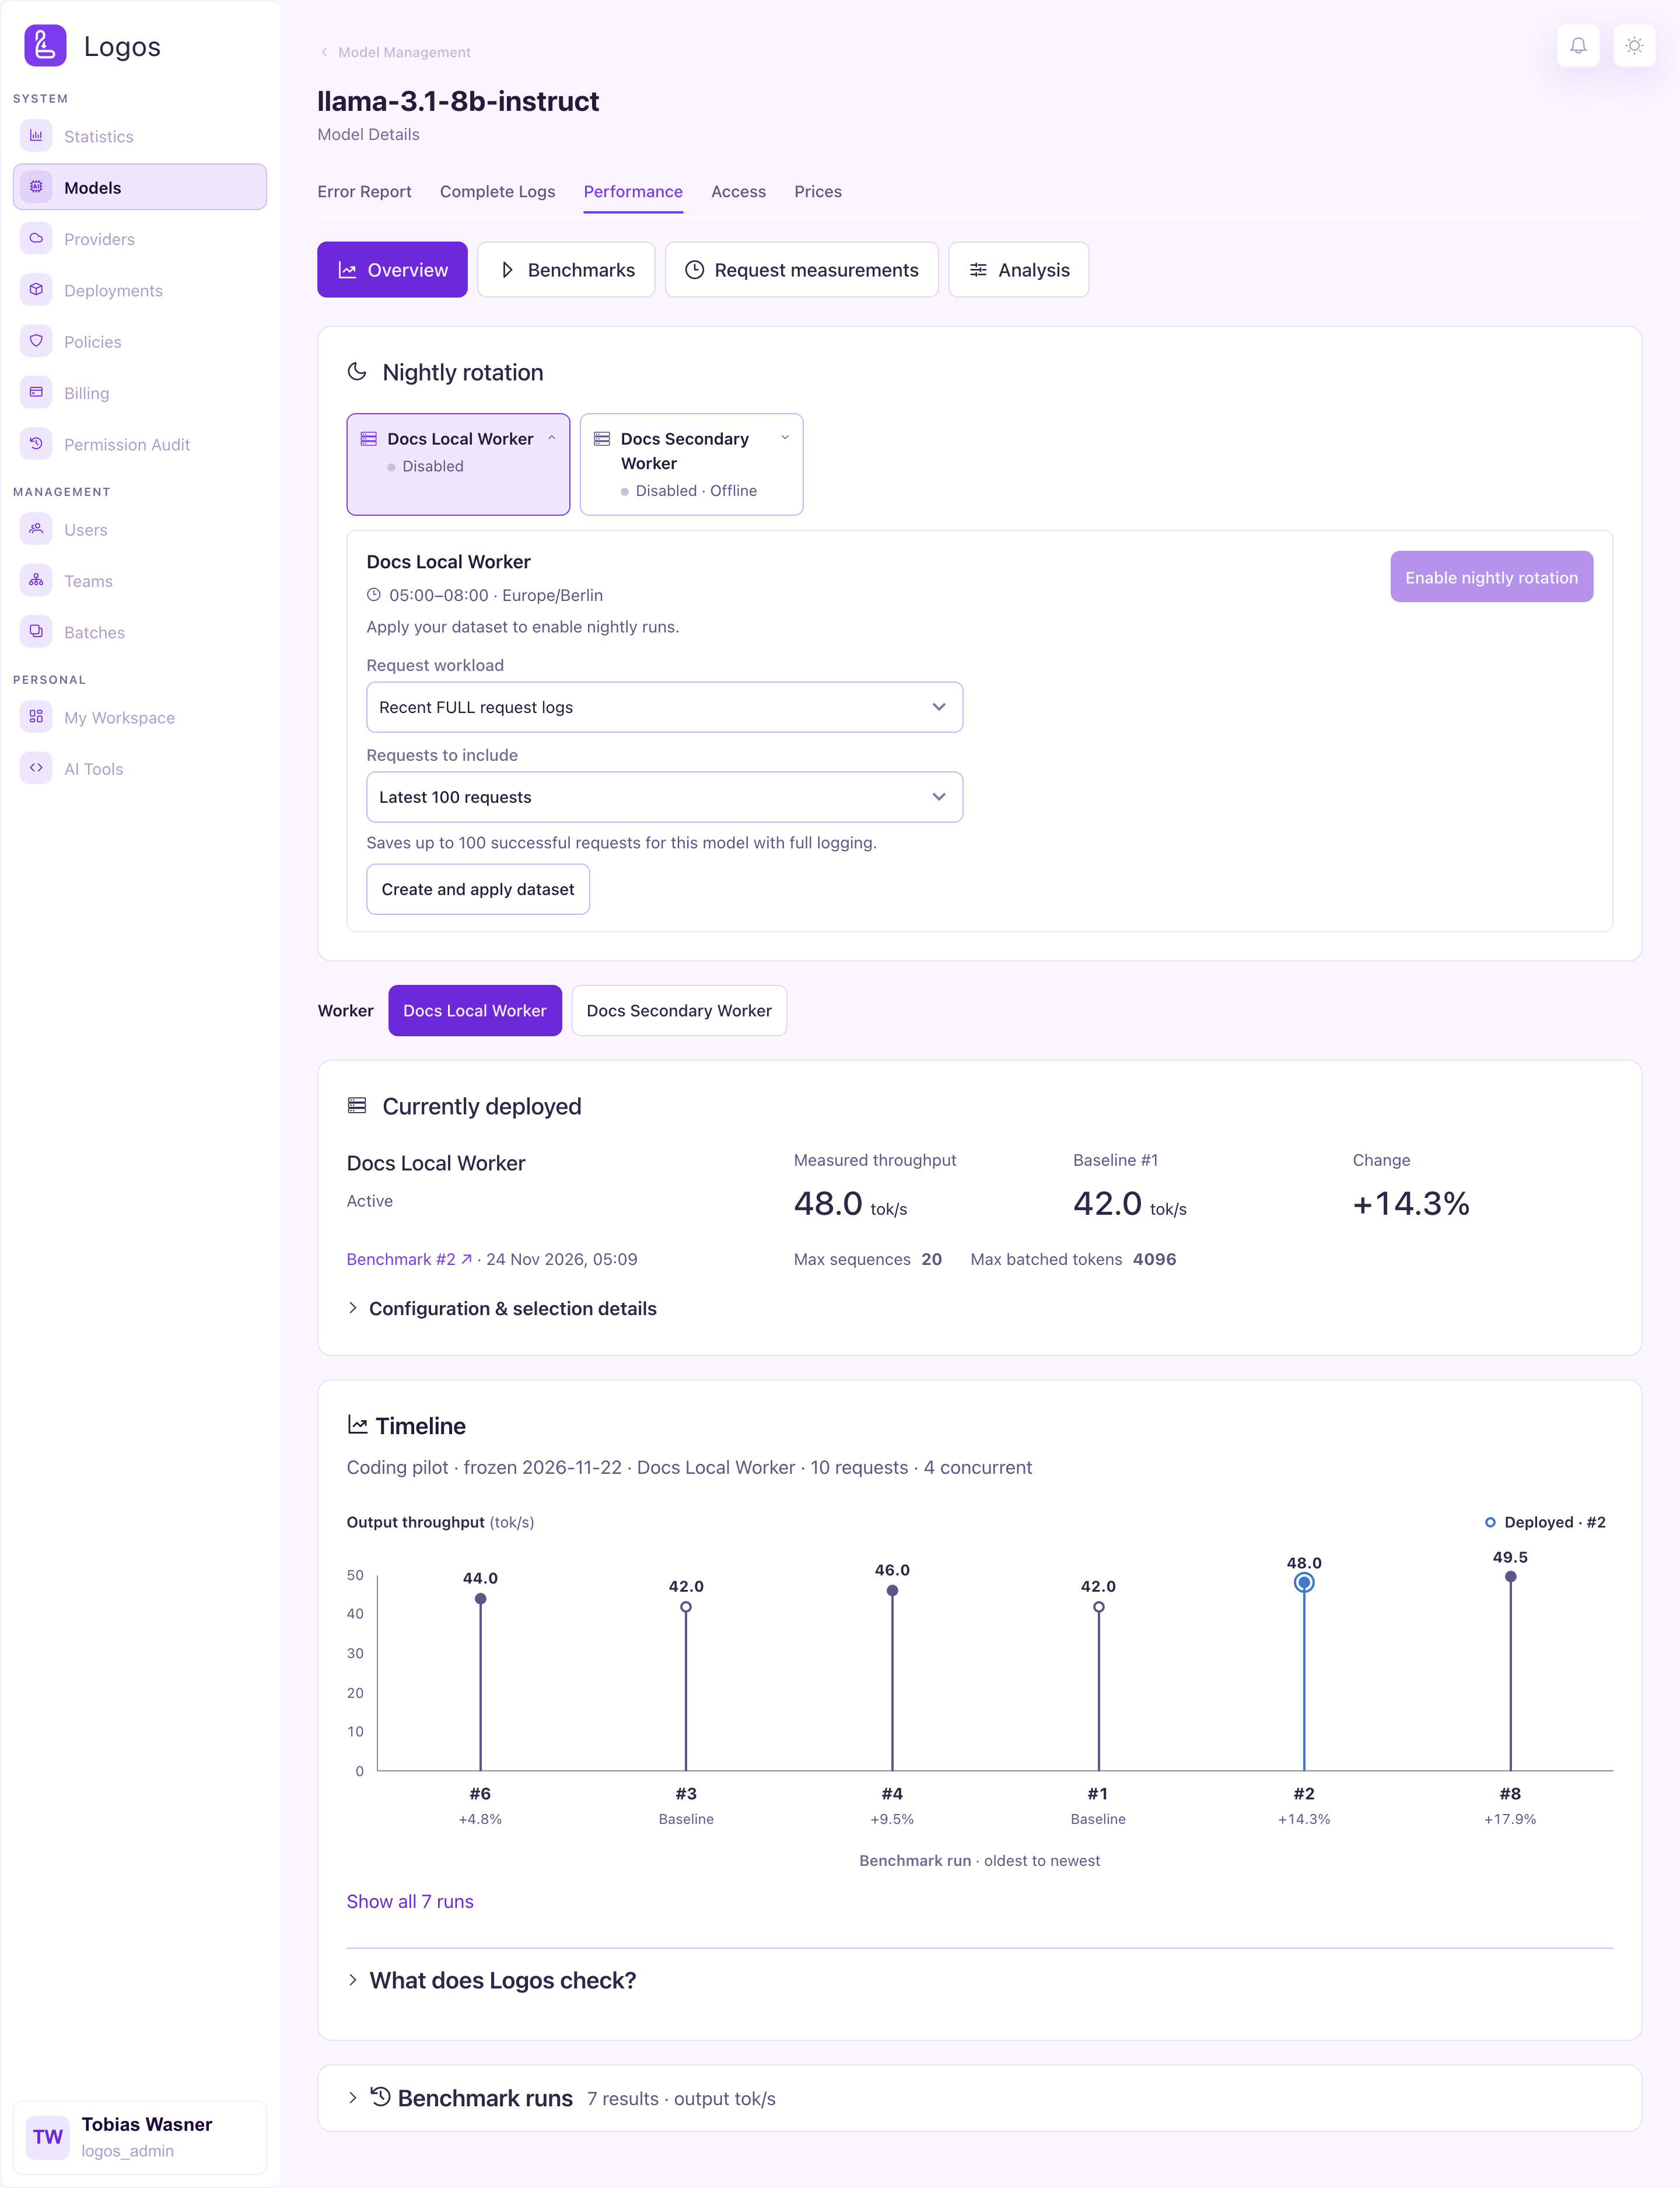 Logos
SYSTEM
Statistics
Models
Providers
Deployments
Policies
Billing
Permission Audit
MANAGEMENT
Users
Teams
Batches
PERSONAL
My Workspace
AI Tools
TW
Tobias Wasner
logos_admin
Model Management
llama-3.1-8b-instruct
Model Details
Error Report Complete Logs Performance Access Prices
Overview Benchmarks Request measurements Analysis
Nightly rotation
Docs Local Worker
Disabled
Docs Secondary
Worker
Disabled · Offline
Docs Local Worker
Enable nightly rotation
05:00–08:00 · Europe/Berlin
Apply your dataset to enable nightly runs.
Request workload
Recent FULL request logs
Requests to include
Latest 100 requests
Saves up to 100 successful requests for this model with full logging.
Create and apply dataset
Worker Docs Local Worker Docs Secondary Worker
Currently deployed
Docs Local Worker
Active
Measured throughput
48.0 tok/s
Baseline #1
42.0 tok/s
Change
+14.3%
Benchmark #2 ↗ · 24 Nov 2026, 05:09
Max sequences 20 Max batched tokens 4096
Configuration & selection details
Timeline
Coding pilot · frozen 2026-11-22 · Docs Local Worker · 10 requests · 4 concurrent
Output throughput (tok/s)
Deployed · #2
50
40
30
20
10
0
44.0 42.0 46.0 42.0 48.0 49.5
#6 #3 #4 #1 #2 #8
+4.8% Baseline +9.5% Baseline +14.3% +17.9%
Benchmark run · oldest to newest
Show all 7 runs
What does Logos check?
Benchmark runs 7 results · output tok/s